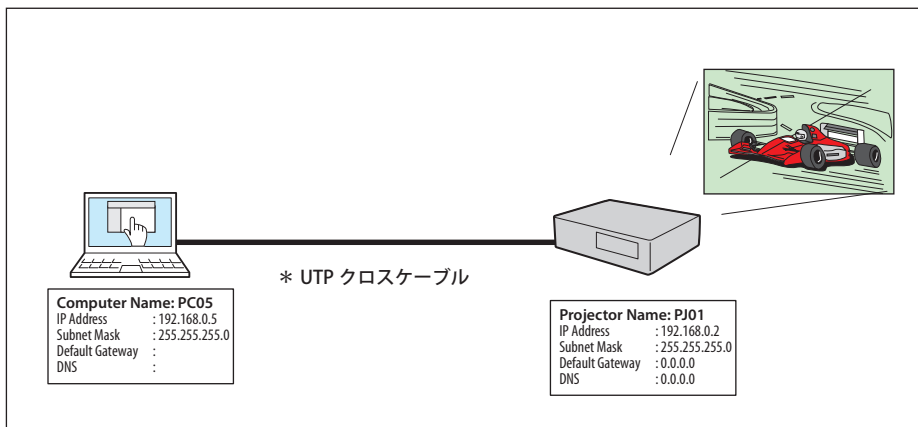 ＊ UTP クロスケーブル
Computer Name: PC05
IP Address : 192.168.0.5
Subnet Mask : 255.255.255.0
Default Gateway :
DNS :
Projector Name: PJ01
IP Address : 192.168.0.2
Subnet Mask : 255.255.255.0
Default Gateway : 0.0.0.0
DNS : 0.0.0.0